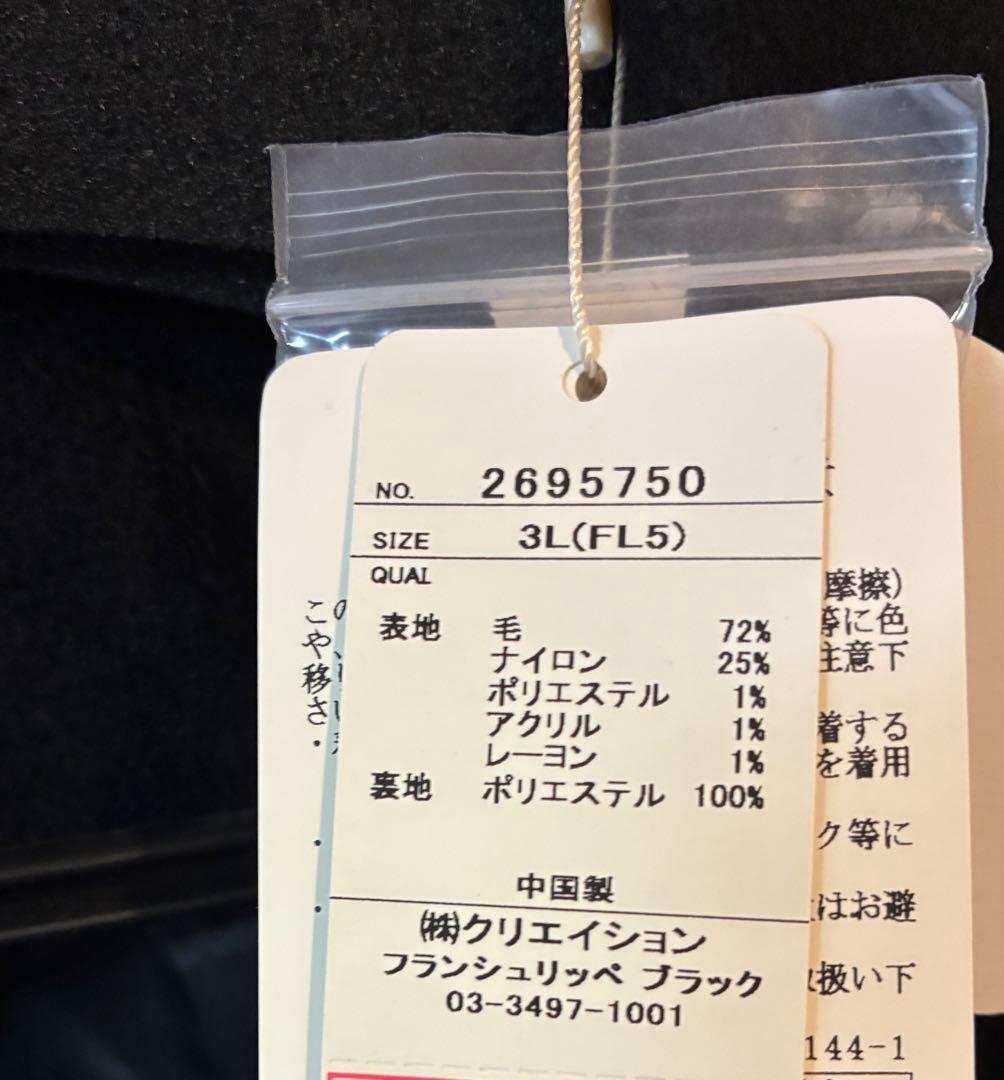 NO. 2695750
SIZE 3L(FL5)
QUAL
表地 毛 72%
ナイロン 25%
ポリエステル 1%
アクリル 1%
レーヨン 1%
裏地 ポリエステル 100%
中国製
㈱クリエイション
フランシュリッペ ブラック
03-3497-1001
こ
や
移
さ
・
・
・
摩擦)
等に色
注意下
着する
を着用
ク等に
はお避
扱い下
144-1